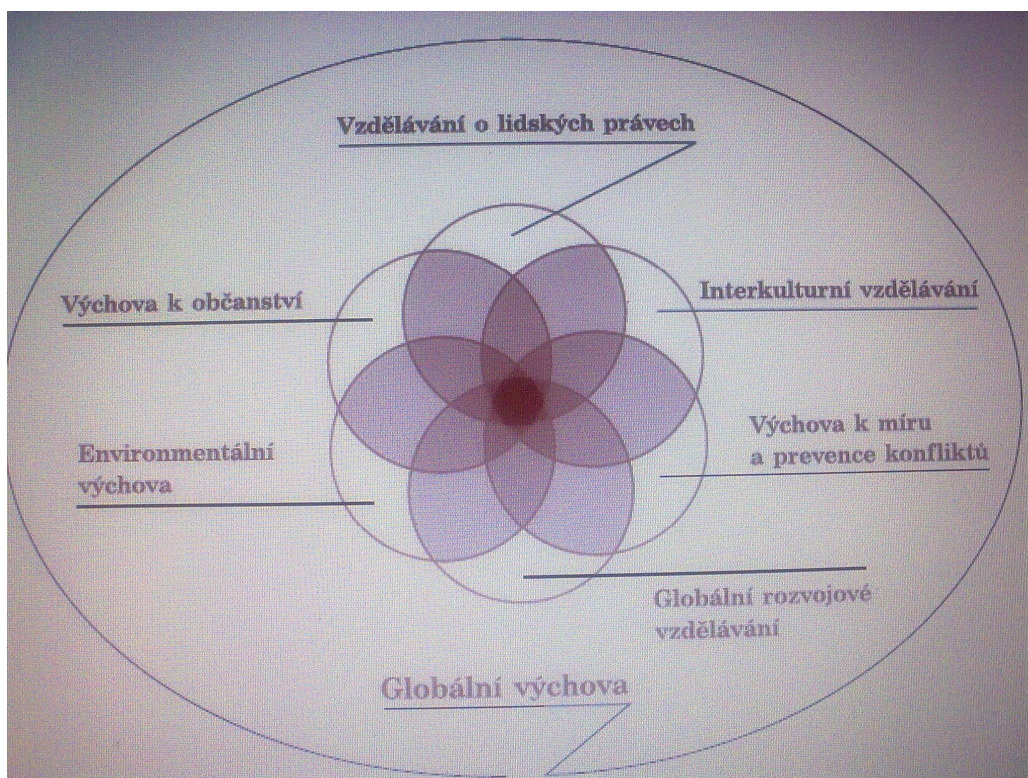 Vzdělávání o lidských právech
Výchova k občanství
Interkulturní vzdělávání
Výchova k míru
a prevence konfliktů
Environmentální
výchova
Globální rozvojové
vzdělávání
Globální výchova